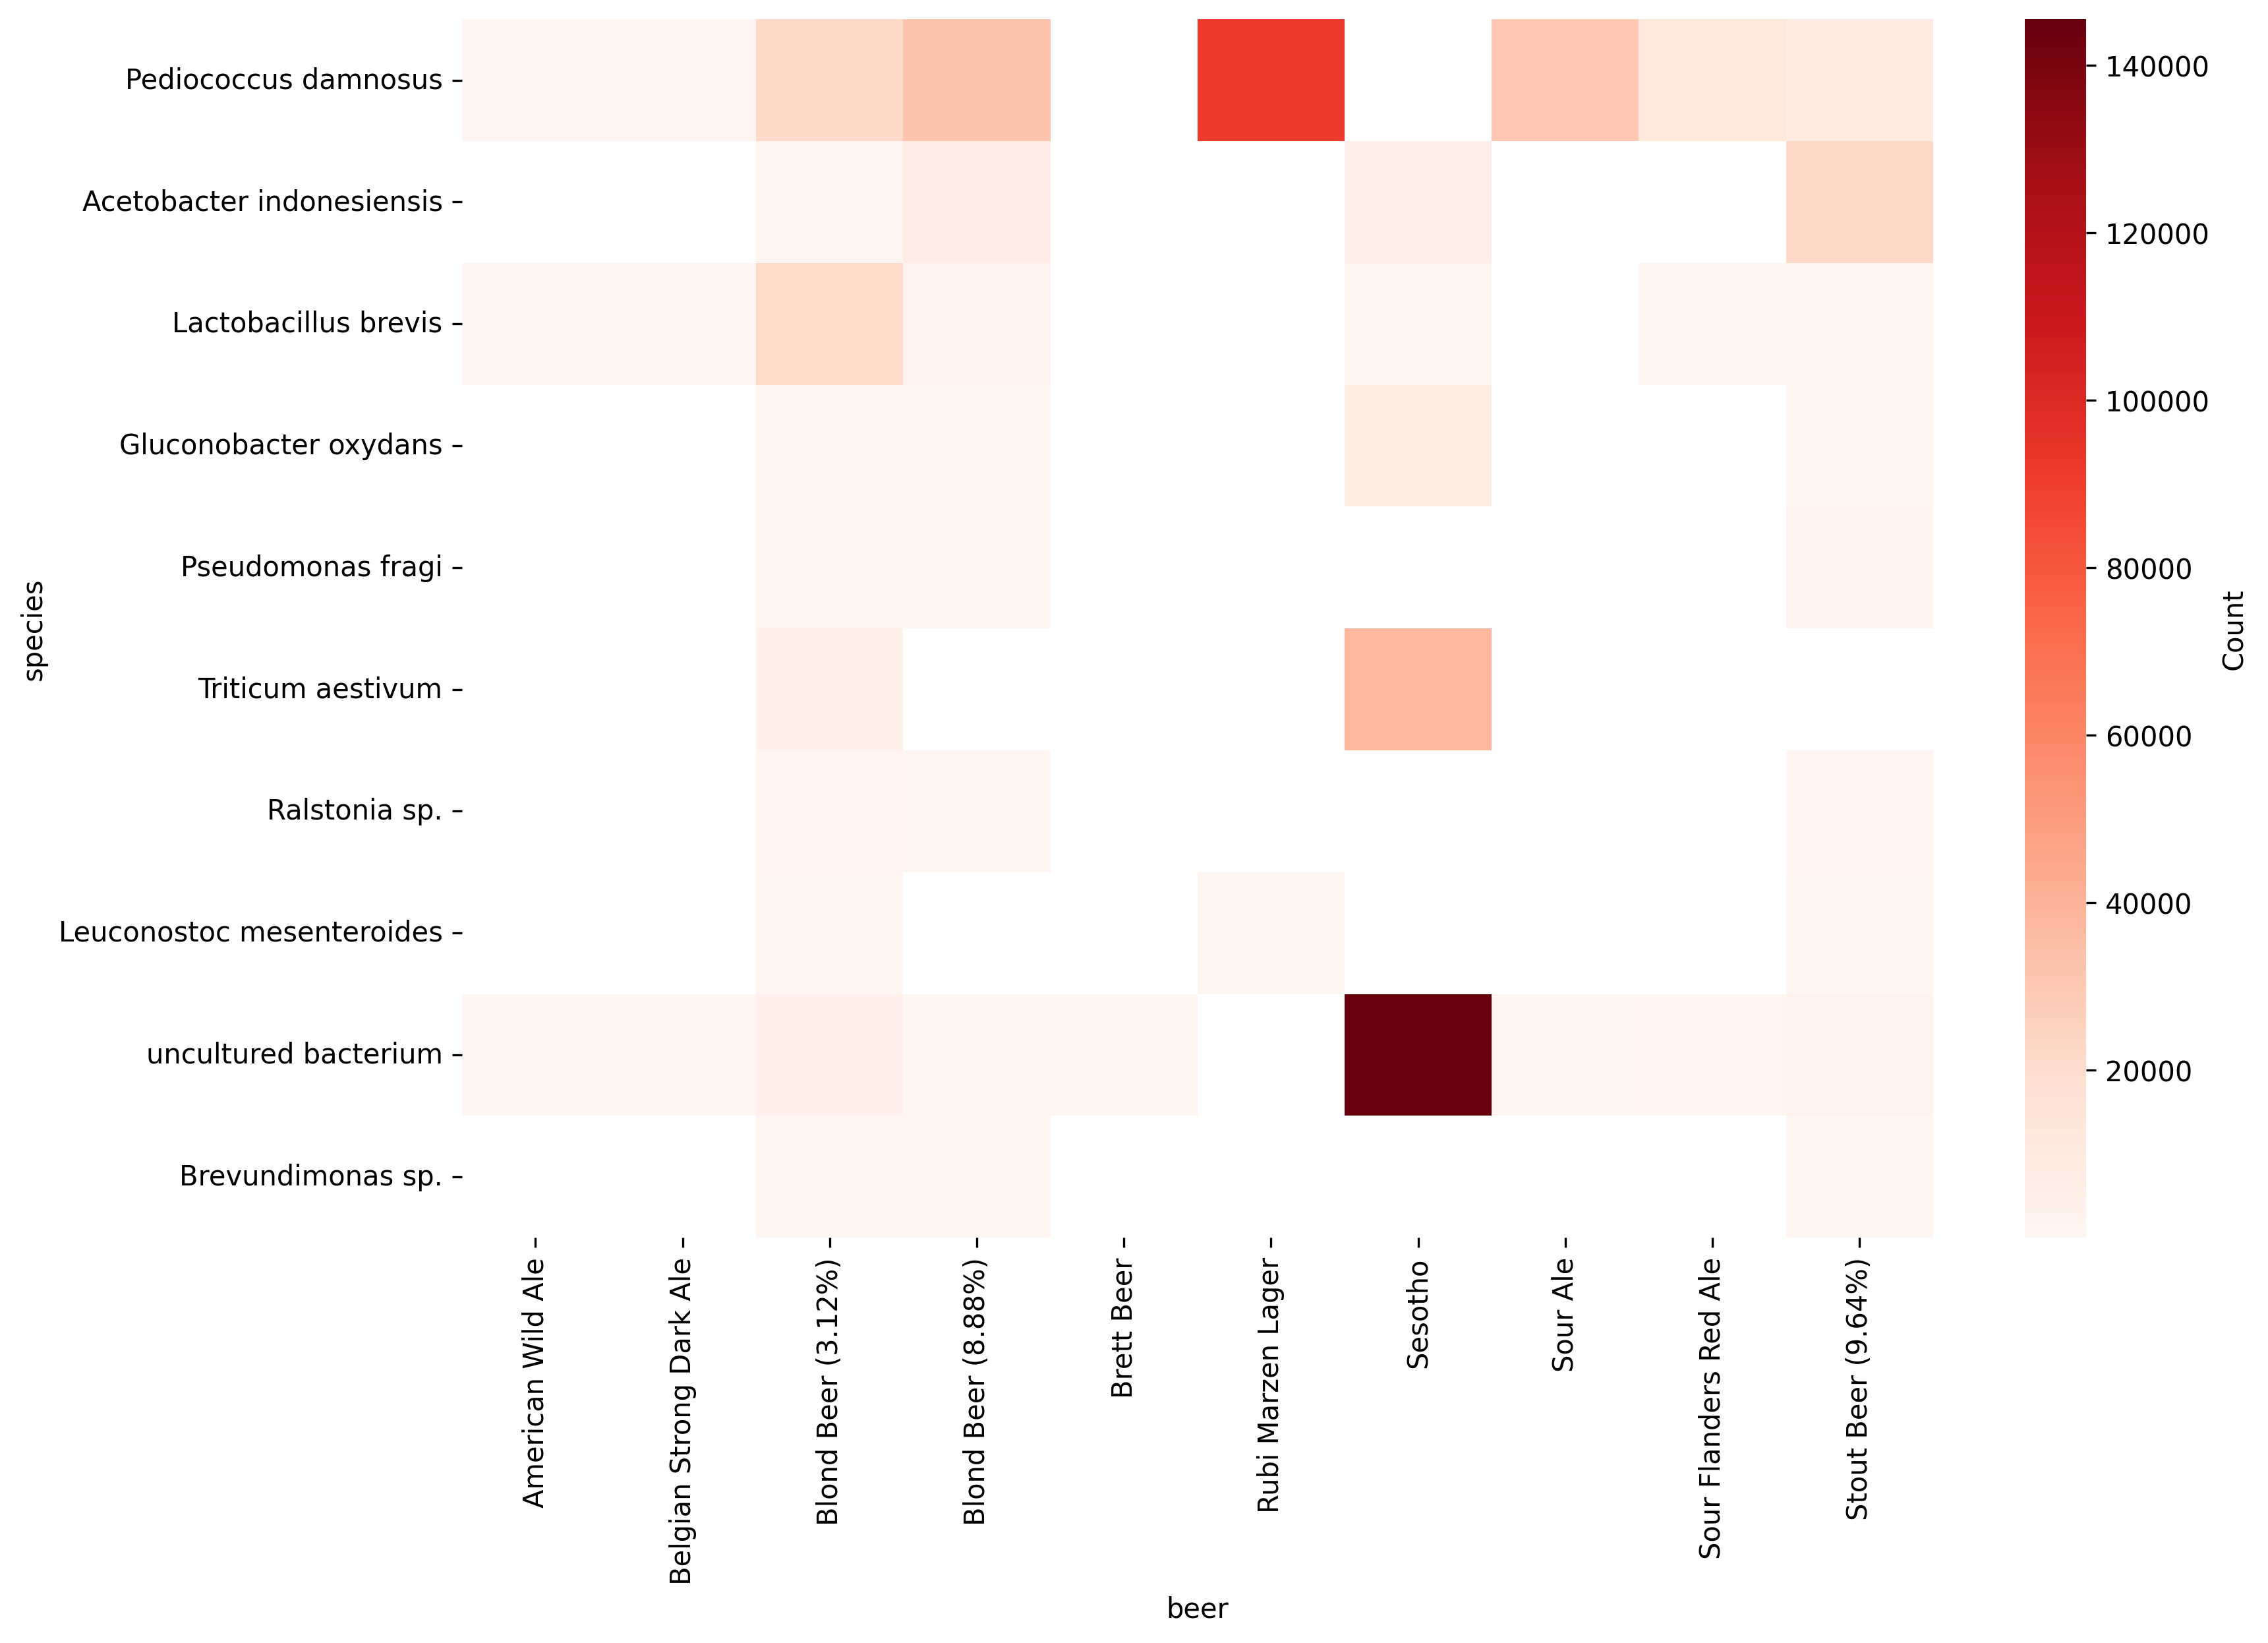 species
Pediococcus damnosus
Acetobacter indonesiensis
Lactobacillus brevis
Gluconobacter oxydans
Pseudomonas fragi
Triticum aestivum
Ralstonia sp.
Leuconostoc mesenteroides
uncultured bacterium
Brevundimonas sp.
American Wild Ale
Belgian Strong Dark Ale
Blond Beer (3.12%)
Blond Beer (8.88%)
Brett Beer
Rubi Marzen Lager
Sesotho
Sour Ale
Sour Flanders Red Ale
Stout Beer (9.64%)
beer
140000
120000
100000
80000
60000
40000
20000
Count